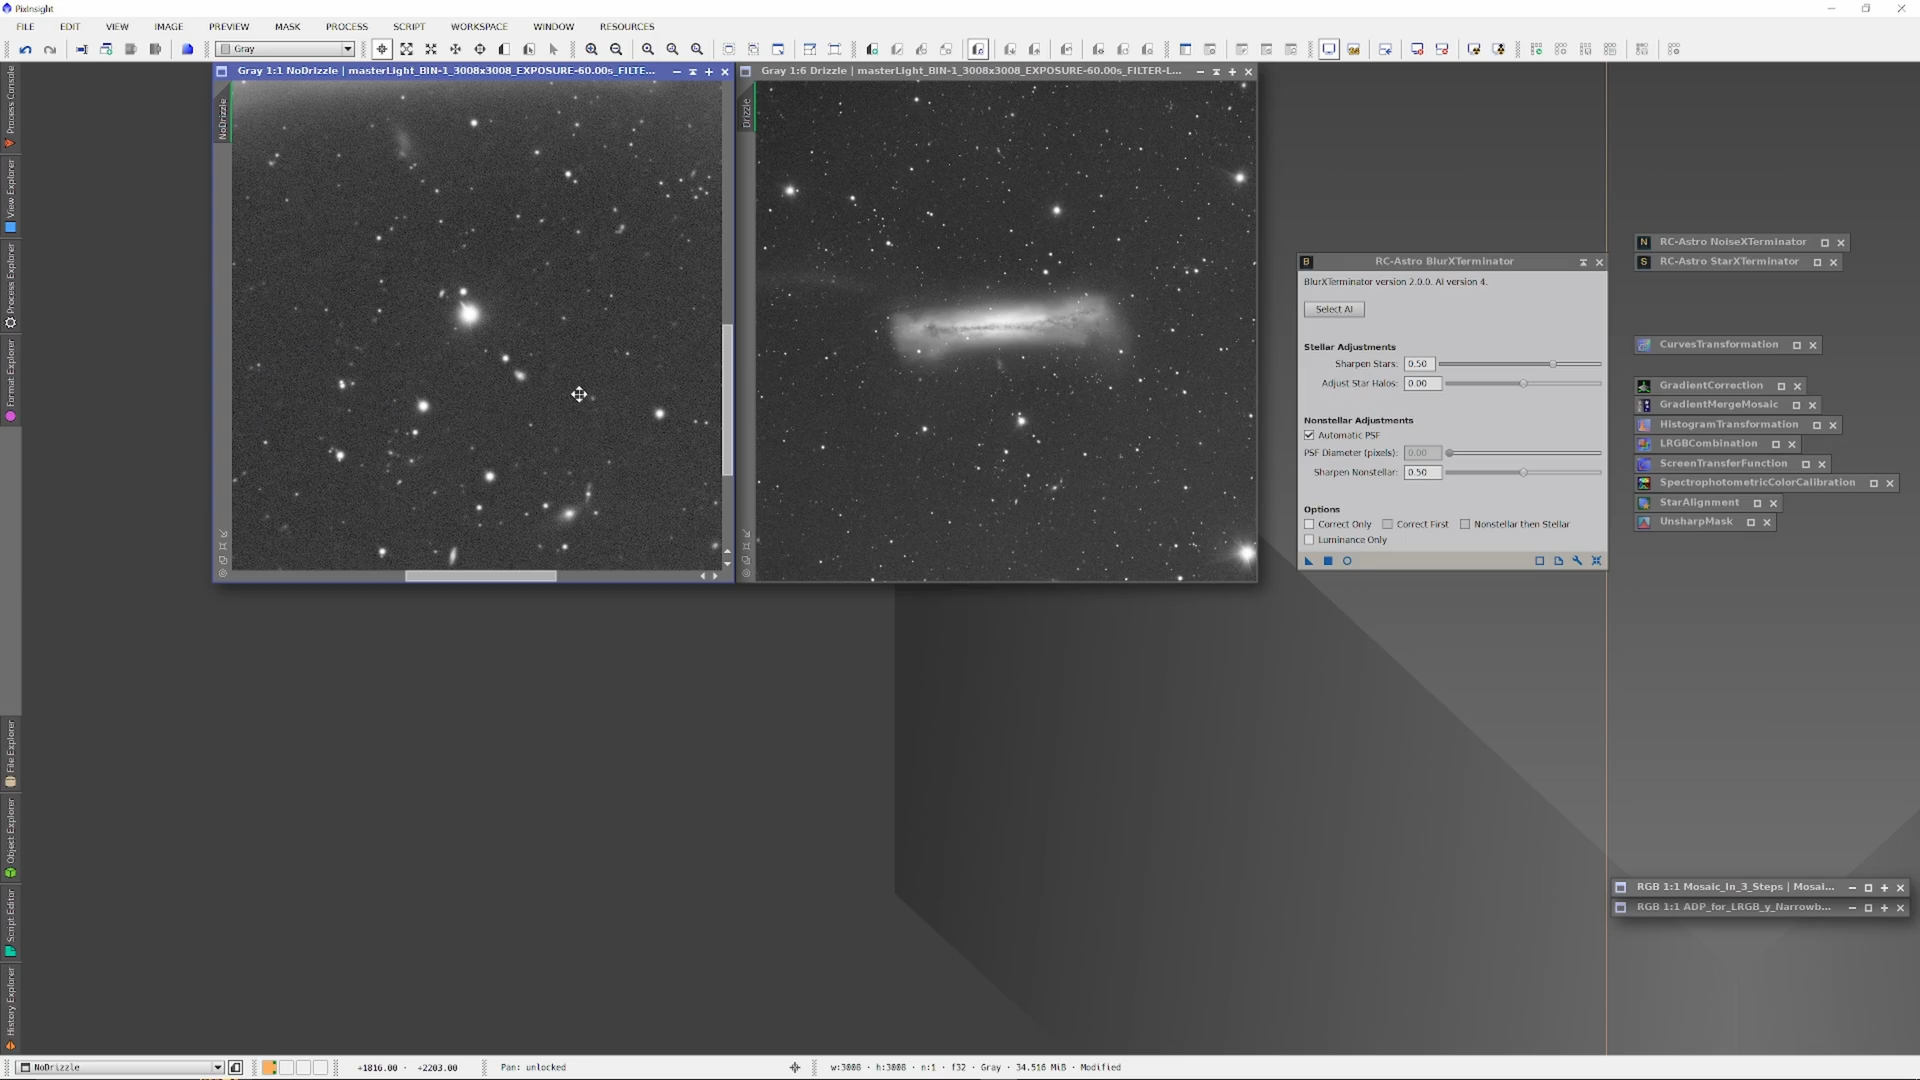 PixInsight
FILE EDIT VIEW IMAGE PREVIEW MASK PROCESS SCRIPT WORKSPACE WINDOW RESOURCES
Gray
Gray 1:1 NoDrizzle | masterLight_BIN-1_3008x3008_EXPOSURE-60.00s_FILTE...
Gray 1:6 Drizzle | masterLight_BIN-1_3008x3008_EXPOSURE-60.00s_FILTER-L...
NoDrizzle
Drizzle
Process Console
View Explorer
Process Explorer
Format Explorer
File Explorer
Object Explorer
Script Editor
History Explorer
RC-Astro BlurXTerminator
BlurXTerminator version 2.0.0. AI version 4.
Select AI
Stellar Adjustments
Sharpen Stars: 0.50
Adjust Star Halos: 0.00
Nonstellar Adjustments
Automatic PSF
PSF Diameter (pixels): 0.00
Sharpen Nonstellar: 0.50
Options
Correct Only Correct First Nonstellar then Stellar
Luminance Only
N RC-Astro NoiseXTerminator
S RC-Astro StarXTerminator
CurvesTransformation
GradientCorrection
GradientMergeMosaic
HistogramTransformation
LRGBCombination
ScreenTransferFunction
SpectrophotometricColorCalibration
StarAlignment
UnsharpMask
RGB 1:1 Mosaic_In_3_Steps | Mosai...
RGB 1:1 ADP_for_LRGB_y_Narrowb...
NoDrizzle
+1816.00 · +2203.00
Pan: unlocked
w:3008 · h:3008 · n:1 · f32 · Gray · 34.516 MiB · Modified